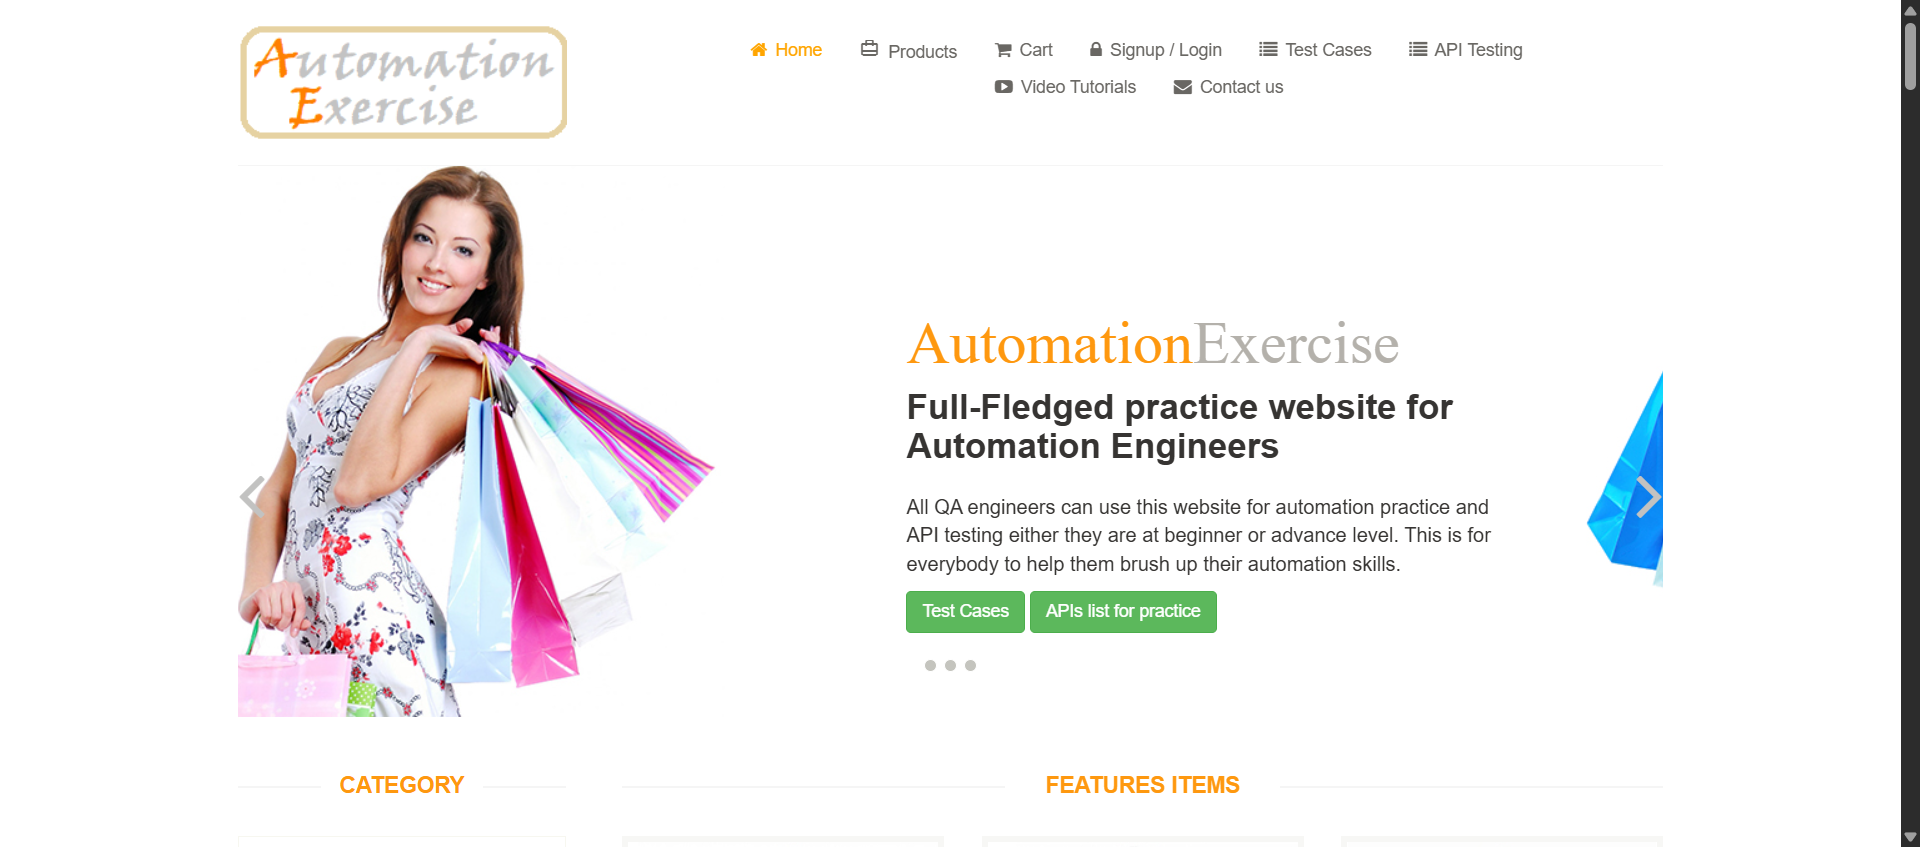 Automation
Exercise
Home Products Cart Signup / Login Test Cases API Testing
Video Tutorials Contact us
AutomationExercise
Full-Fledged practice website for
Automation Engineers
All QA engineers can use this website for automation practice and
API testing either they are at beginner or advance level. This is for
everybody to help them brush up their automation skills.
Test Cases APIs list for practice
CATEGORY FEATURES ITEMS